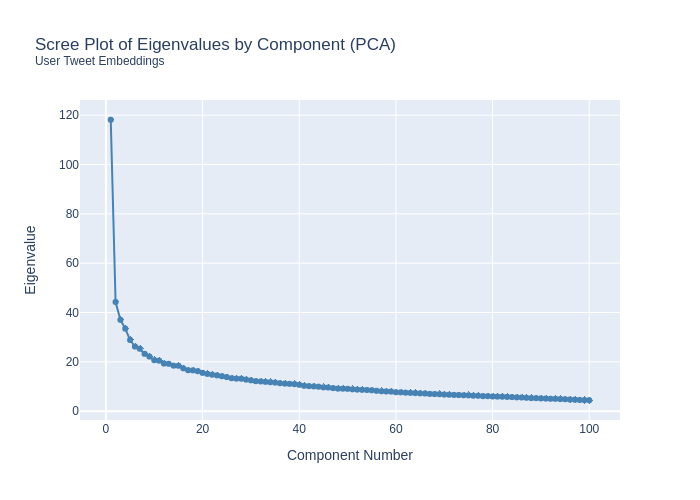 Scree Plot of Eigenvalues by Component (PCA)
User Tweet Embeddings
120
100
80
60
40
20
0
Eigenvalue
0 20 40 60 80 100
Component Number